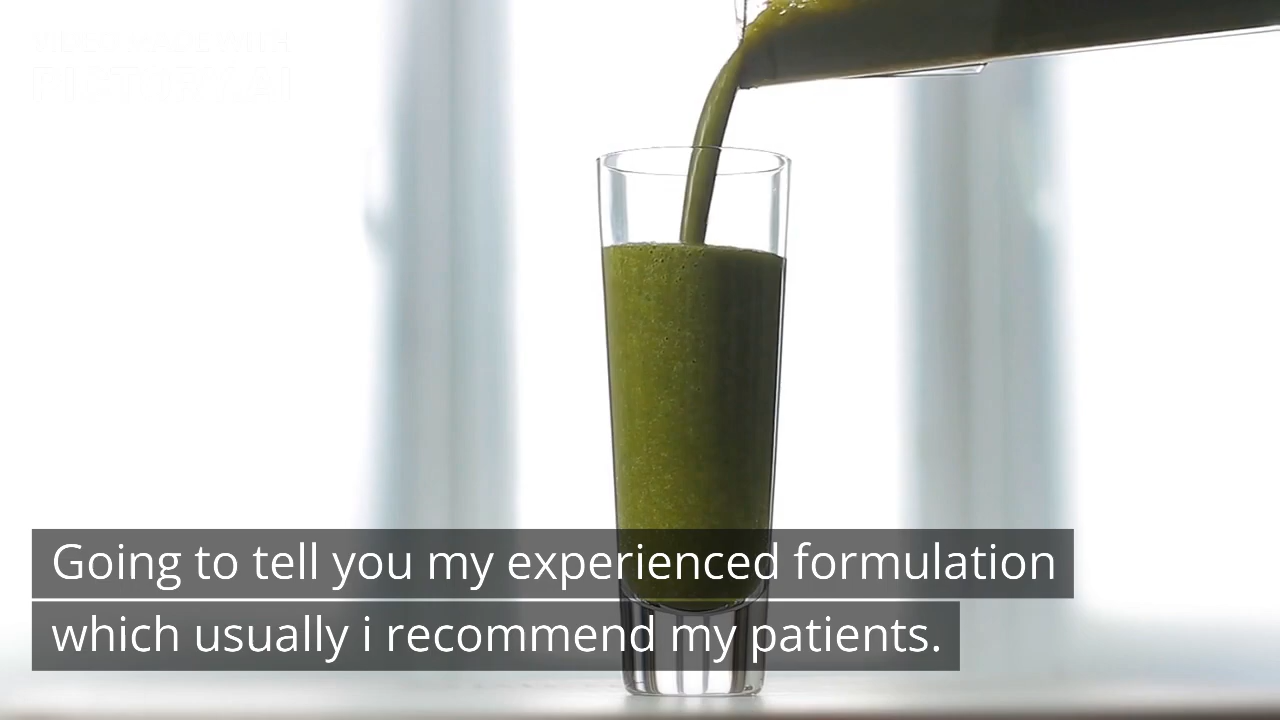 Going to tell you my experienced formulation
which usually i recommend my patients.